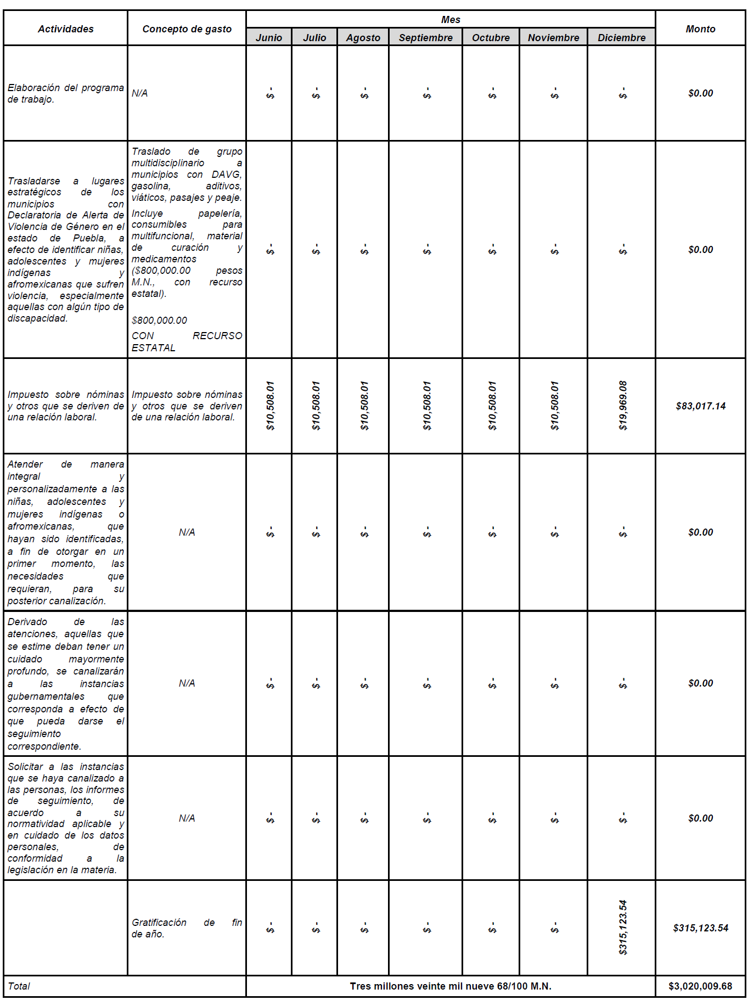 Actividades
Concepto de gasto
Mes
Monto
Junio
Julio
Agosto
Septiembre
Octubre
Noviembre
Diciembre
Elaboración del programa
de trabajo.
N/A
$ -
$ -
$ -
$ -
$ -
$ -
$ -
$0.00
Trasladarse a lugares
estratégicos de los
municipios con
Declaratoria de Alerta de
Violencia de Género en el
estado de Puebla, a
efecto de identificar niñas,
adolescentes y mujeres
indígenas y
afromexicanas que sufren
violencia, especialmente
aquellas con algún tipo de
discapacidad.
Traslado de grupo
multidisciplinario a
municipios con DAVG,
gasolina, aditivos,
viáticos, pasajes y peaje.
Incluye papelería,
consumibles para
multifuncional, material
de curación y
medicamentos
($800,000.00 pesos
M.N., con recurso
estatal).
$800,000.00
CON RECURSO
ESTATAL
$ -
$ -
$ -
$ -
$ -
$ -
$ -
$0.00
Impuesto sobre nóminas
y otros que se deriven de
una relación laboral.
Impuesto sobre nóminas
y otros que se deriven
de una relación laboral.
$10,508.01
$10,508.01
$10,508.01
$10,508.01
$10,508.01
$10,508.01
$19,969.08
$83,017.14
Atender de manera
integral y
personalizadamente a las
niñas, adolescentes y
mujeres indígenas o
afromexicanas, que
hayan sido identificadas,
a fin de otorgar en un
primer momento, las
necesidades que
requieran, para su
posterior canalización.
N/A
$ -
$ -
$ -
$ -
$ -
$ -
$ -
$0.00
Derivado de las
atenciones, aquellas que
se estime deban tener un
cuidado mayormente
profundo, se canalizarán
a las instancias
gubernamentales que
corresponda a efecto de
que pueda darse el
seguimiento
correspondiente.
N/A
$ -
$ -
$ -
$ -
$ -
$ -
$ -
$0.00
Solicitar a las instancias
que se haya canalizado a
las personas, los informes
de seguimiento, de
acuerdo a su
normatividad aplicable y
en cuidado de los datos
personales, de
conformidad a la
legislación en la materia.
N/A
$ -
$ -
$ -
$ -
$ -
$ -
$ -
$0.00
Gratificación de fin
de año.
$ -
$ -
$ -
$ -
$ -
$ -
$315,123.54
$315,123.54
Total
Tres millones veinte mil nueve 68/100 M.N.
$3,020,009.68